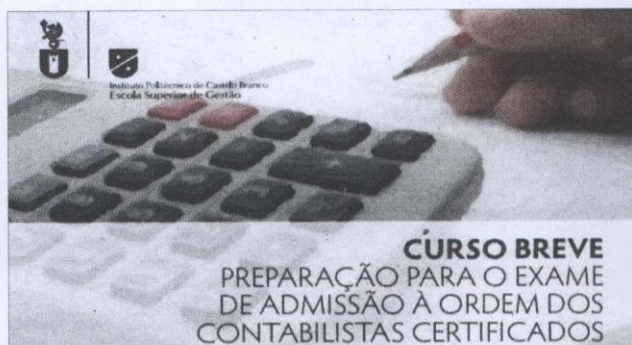 Instituto Politécnico de Castelo Branco
Escola Superior de Gestão
CURSO BREVE
PREPARAÇÃO PARA O EXAME
DE ADMISSÃO À ORDEM DOS
CONTABILISTAS CERTIFICADOS